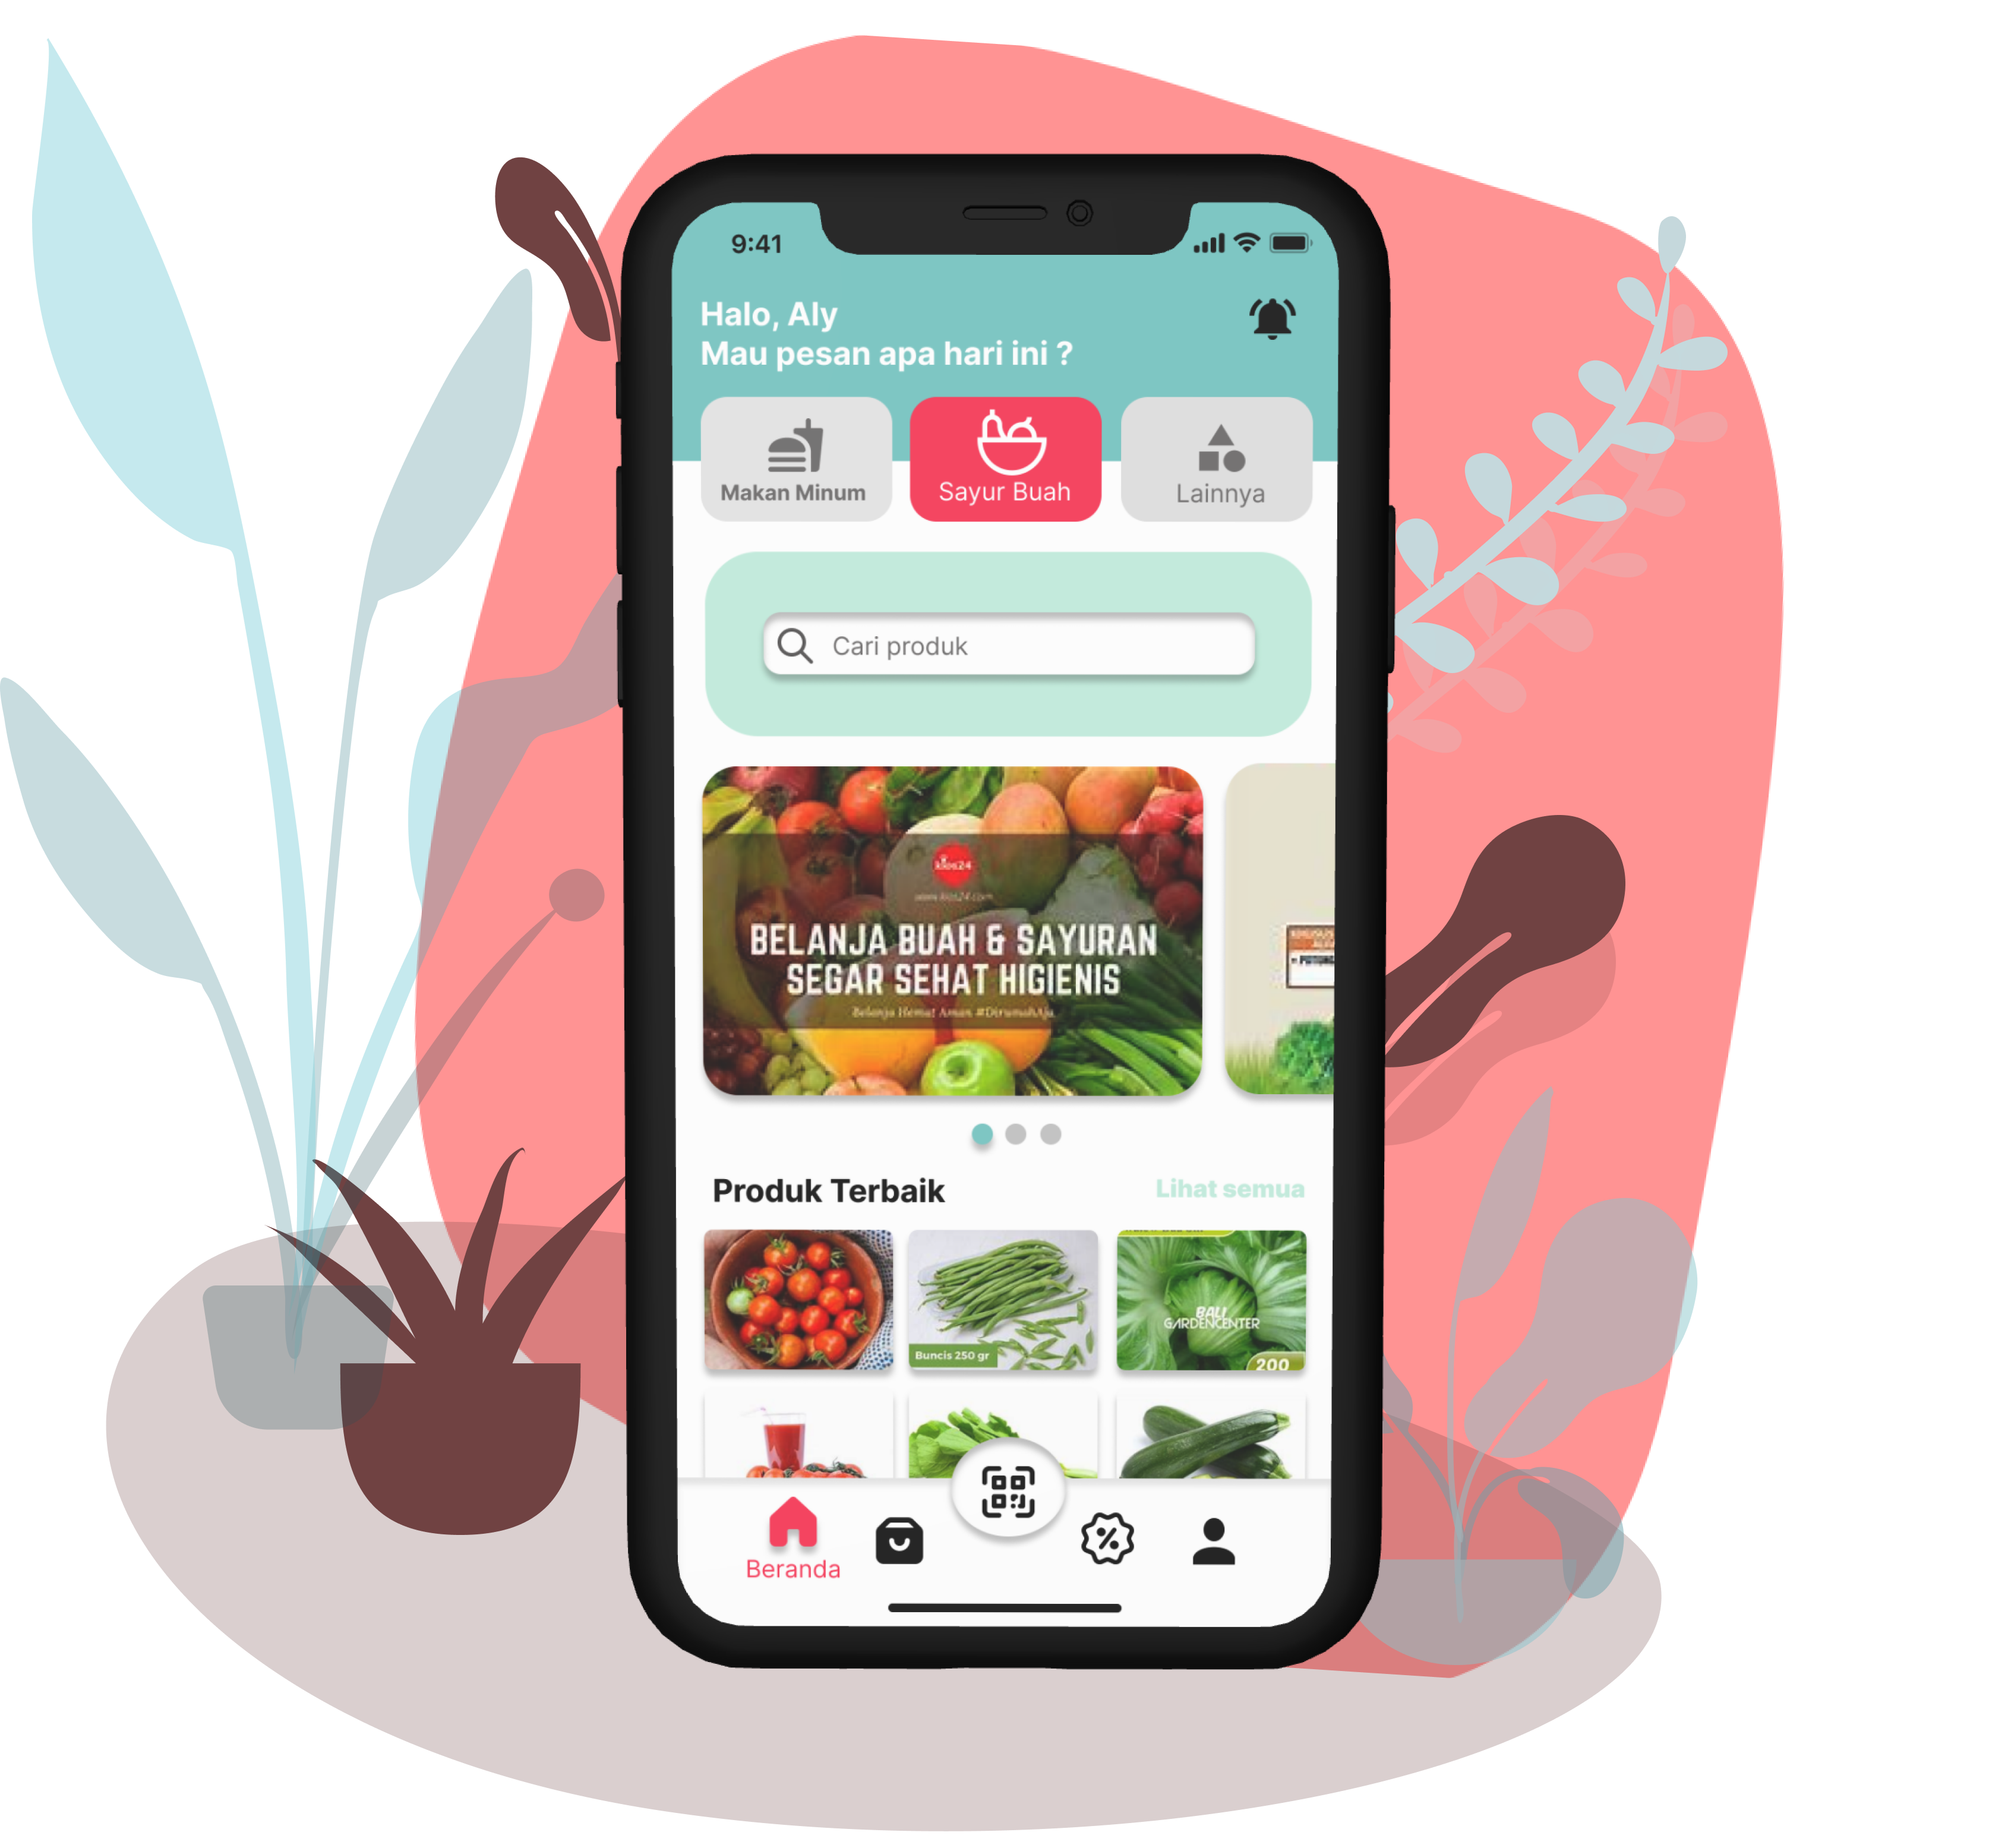 9:41
Halo, Aly
Mau pesan apa hari ini ?
Makan Minum
Sayur Buah
Lainnya
Cari produk
kios24
www.kios24.com
BELANJA BUAH & SAYURAN
SEGAR SEHAT HIGIENIS
Belanja Hemat Aman #DirumahAja
Produk Terbaik
Lihat semua
Buncis 250 gr
BALI
GARDENCENTER
200
Beranda